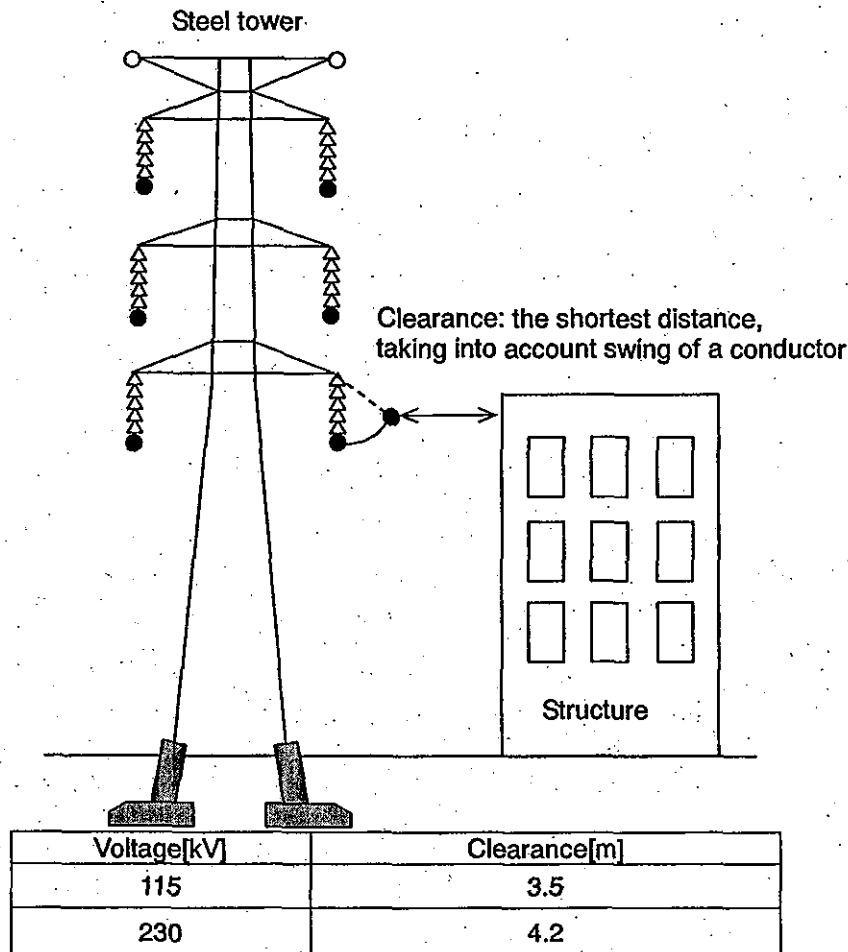 Steel tower
Clearance: the shortest distance,
taking into account swing of a conductor
Structure
Voltage[kV] Clearance[m]
115 3.5
230 4.2